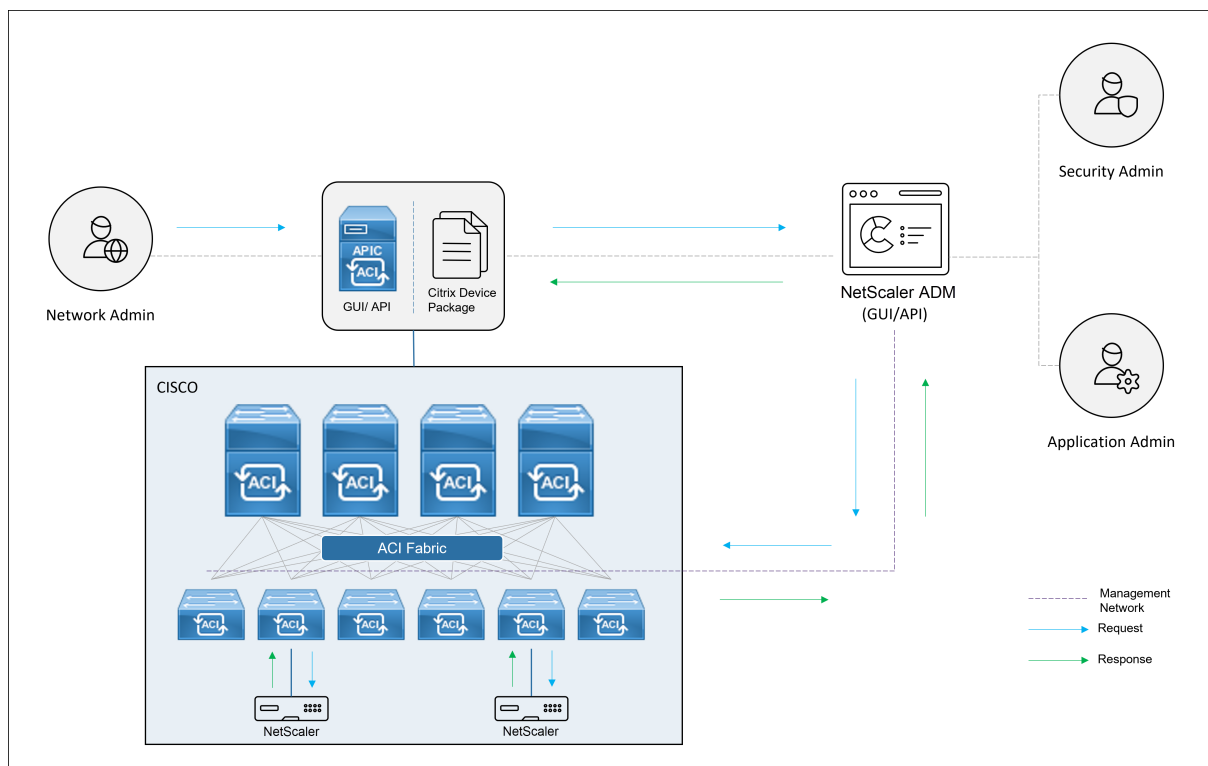 Security Admin
APIC
ACI
GUI/ API
Citrix Device
Package
Network Admin
NetScaler ADM
(GUI/API)
CISCO
Application Admin
ACI
ACI
ACI
ACI
ACI Fabric
ACI
ACI
ACI
ACI
ACI
ACI
Management
Network
Request
Response
NetScaler
NetScaler